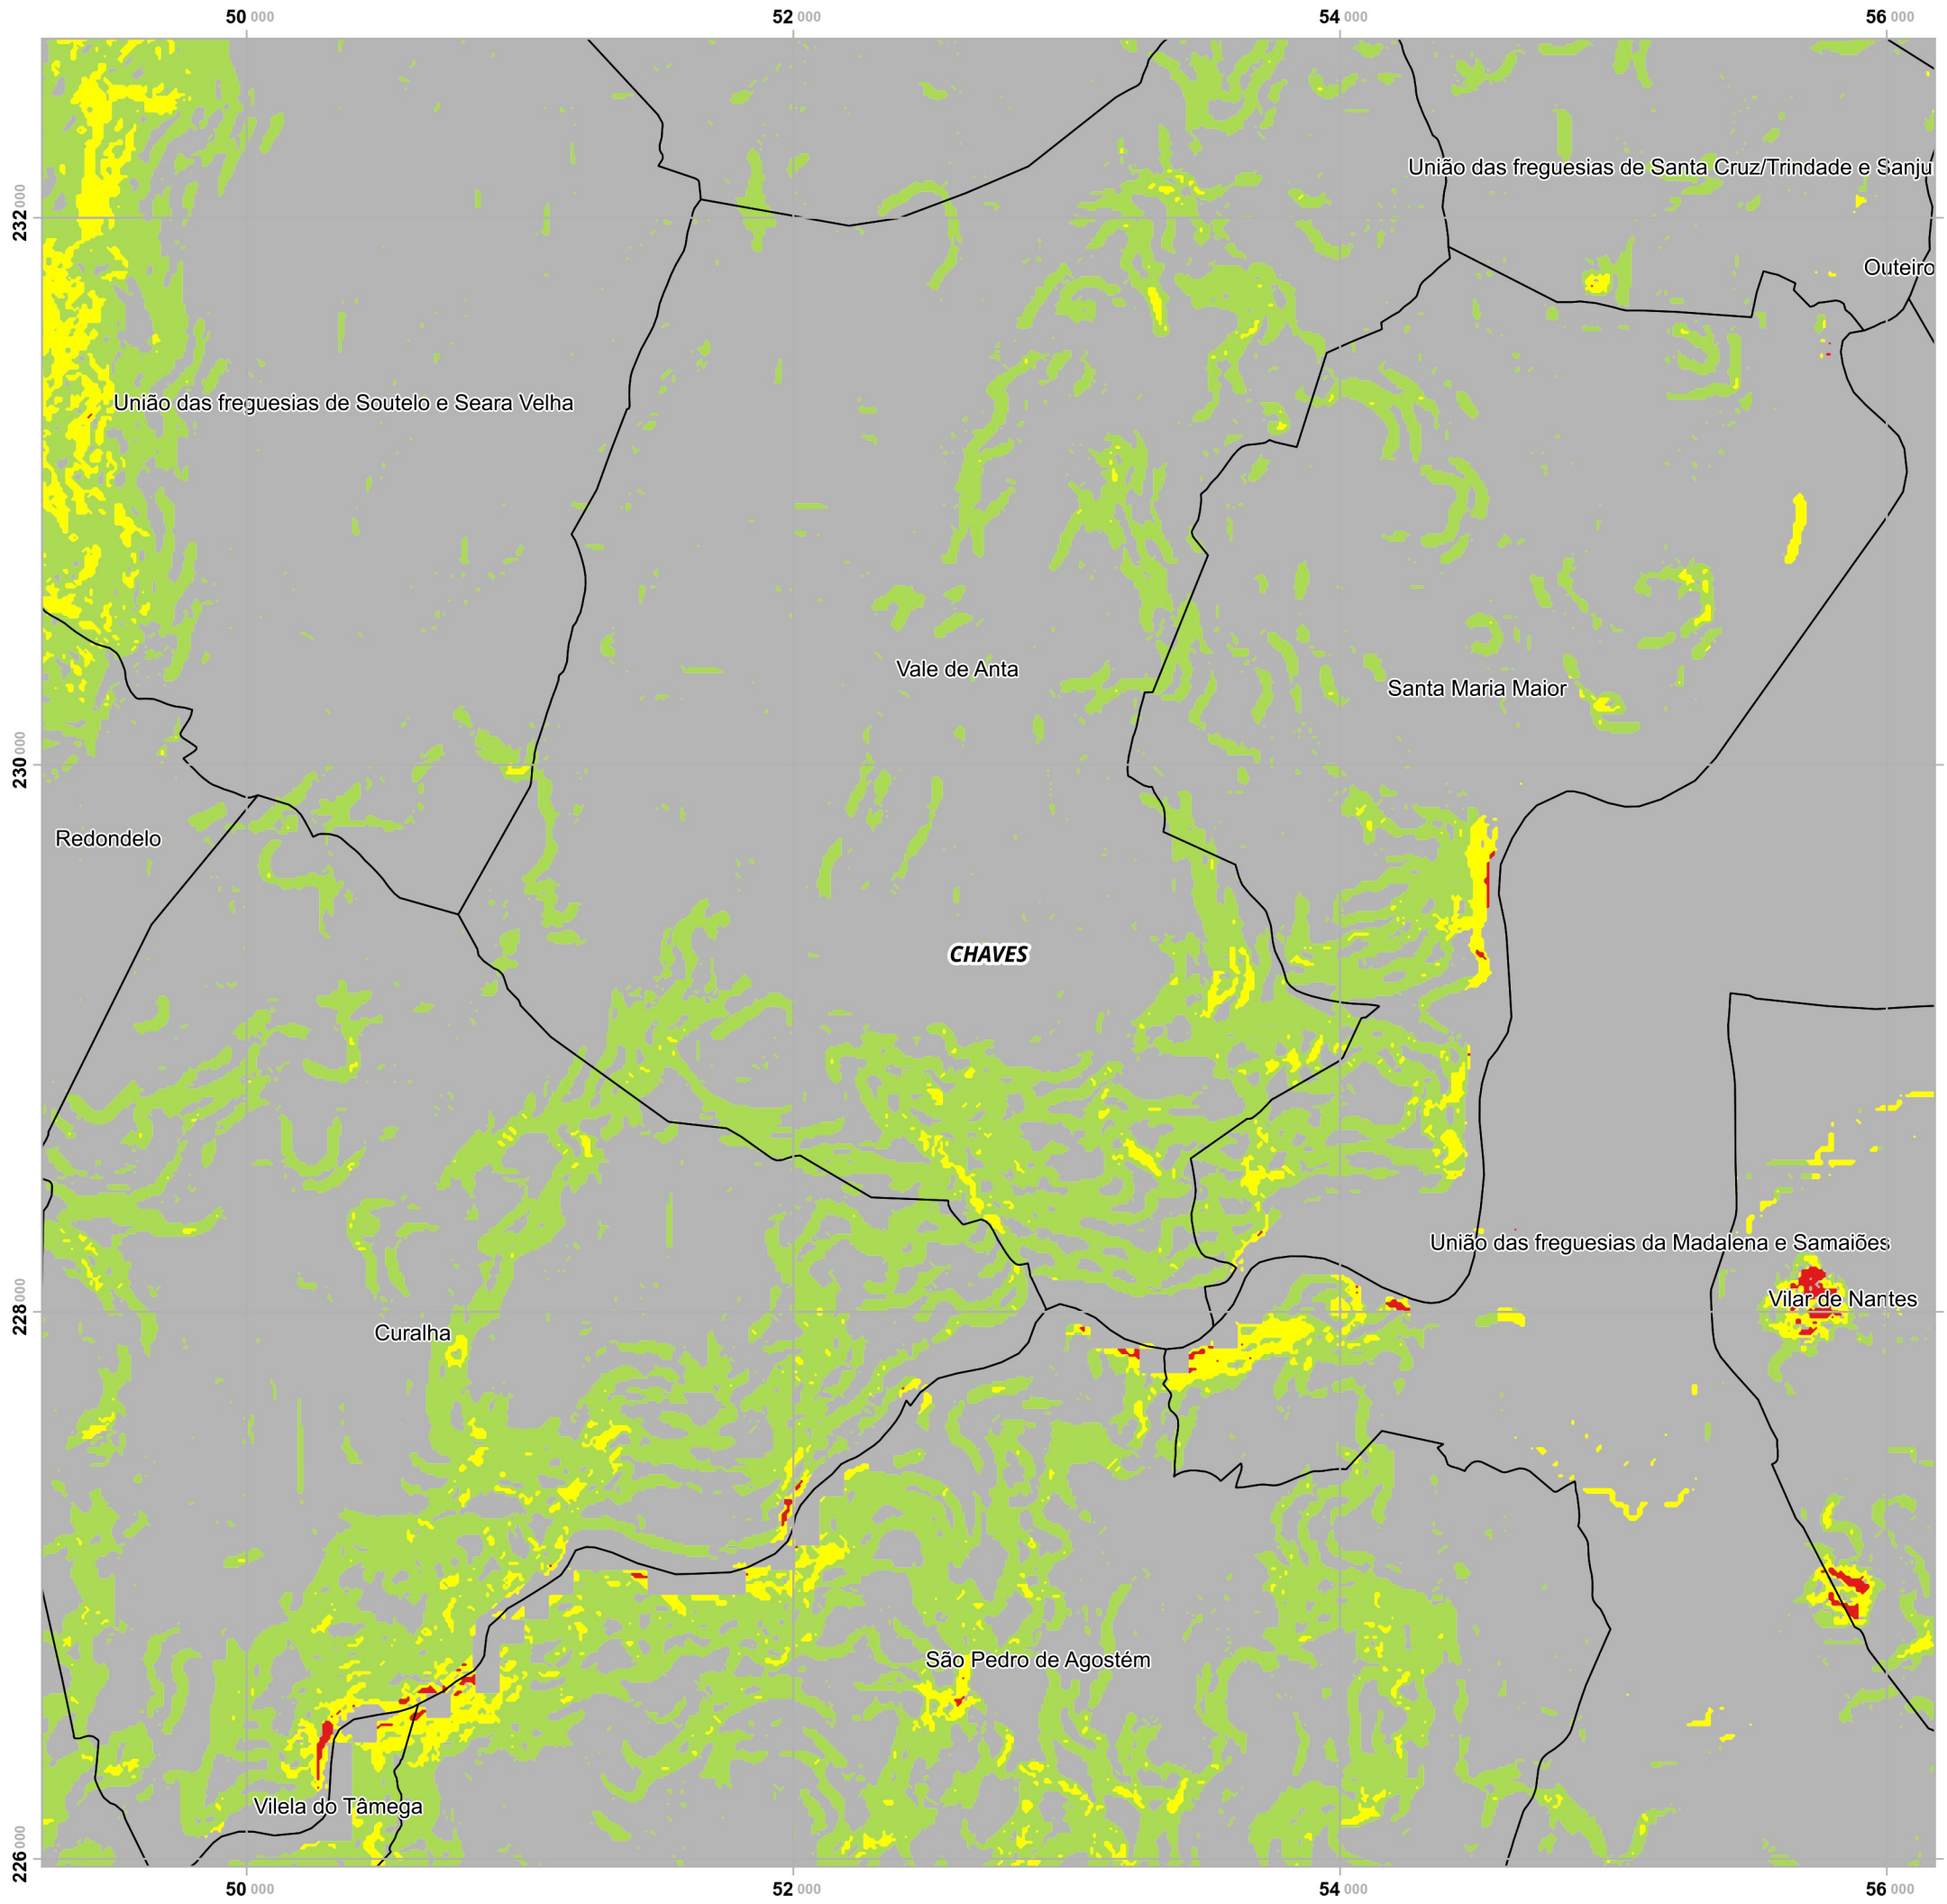 50 000 52 000 54 000 56 000
União das freguesias de Santa Cruz/Trindade e Sanju
232 000
Outeiro
União das freguesias de Soutelo e Seara Velha
Vale de Anta
Santa Maria Maior
230 000
Redondelo
CHAVES
União das freguesias da Madalena e Samaiões
Vilar de Nantes
228 000
Curalha
São Pedro de Agostém
Vilela do Tâmega
226 000
50 000 52 000 54 000 56 000